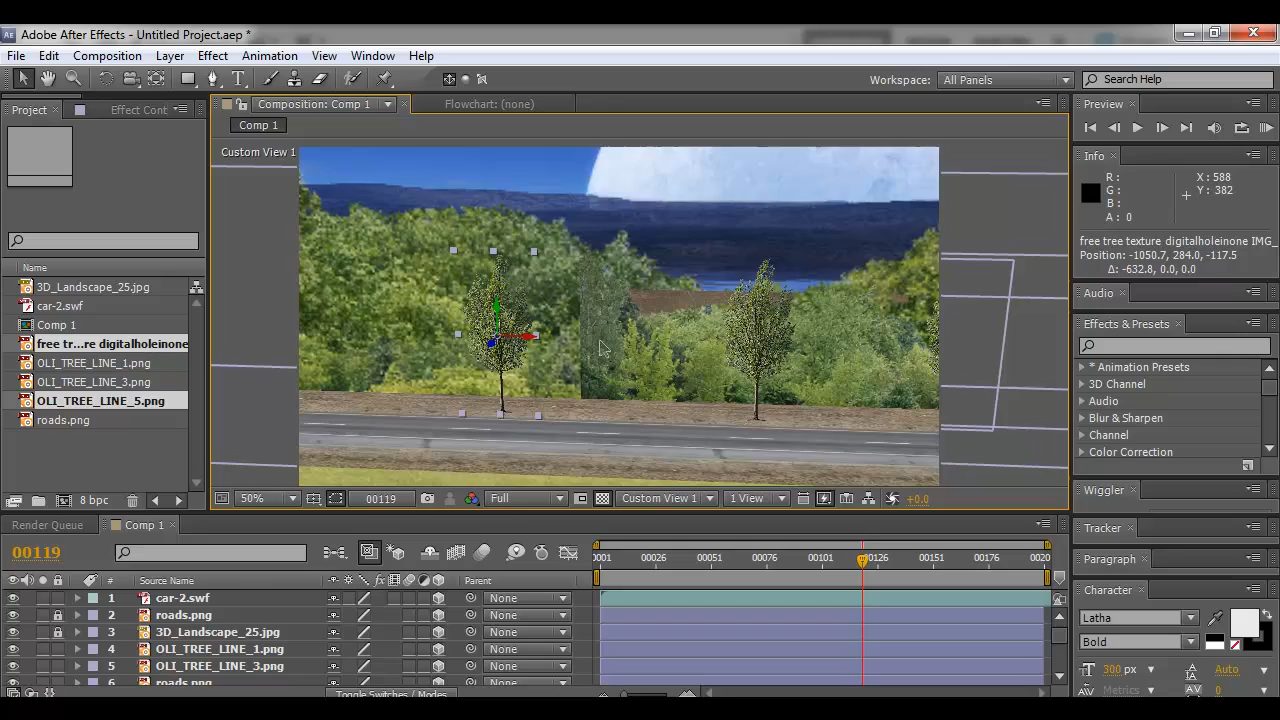 Adobe After Effects - Untitled Project.aep *
File Edit Composition Layer Effect Animation View Window Help
Workspace: All Panels Search Help
Project Effect Cont
Composition: Comp 1 Flowchart: (none)
Comp 1
Custom View 1
Name
3D_Landscape_25.jpg
car-2.swf
Comp 1
free tr...re digitalholeinone
OLI_TREE_LINE_1.png
OLI_TREE_LINE_3.png
OLI_TREE_LINE_5.png
roads.png
8 bpc
50% 00119 Full Custom View 1 1 View +0.0
Preview
Info
R : X : 588
G : Y : 382
B :
A : 0
free tree texture digitalholeinone IMG_
Position: -1050.7, 284.0, -117.5
Δ: -632.8, 0.0, 0.0
Audio
Effects & Presets
* Animation Presets
3D Channel
Audio
Blur & Sharpen
Channel
Color Correction
Wiggler
Tracker
Paragraph
Character
Latha
Bold
300 px Auto
Metrics 0
Render Queue Comp 1
00119
0001 00026 00051 00076 00101 00126 00151 00176 0020
# Source Name Parent
1 car-2.swf None
2 roads.png None
3 3D_Landscape_25.jpg None
4 OLI_TREE_LINE_1.png None
5 OLI_TREE_LINE_3.png None
6 roads.png None
Toggle Switches / Modes